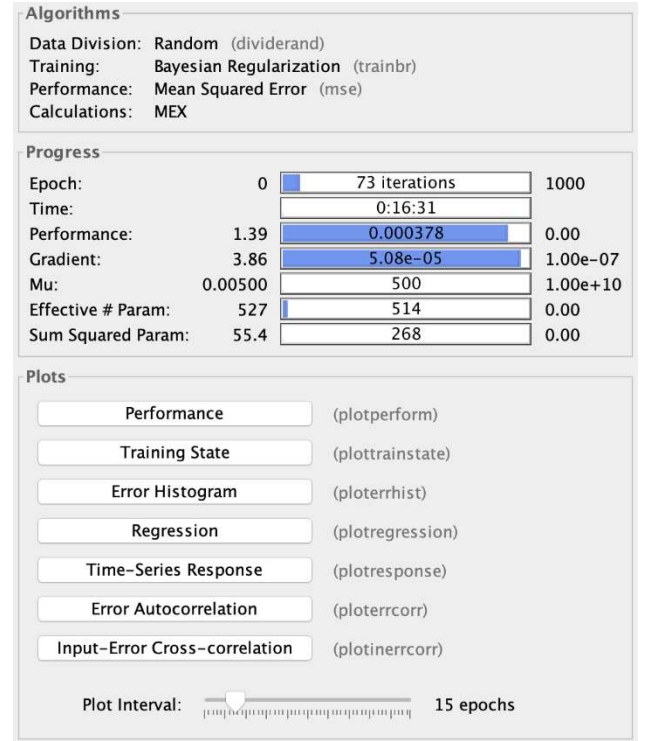 Algorithms
Data Division: Random (dividerand)
Training: Bayesian Regularization (trainbr)
Performance: Mean Squared Error (mse)
Calculations: MEX
Progress
Epoch: 0 73 iterations 1000
Time: 0:16:31
Performance: 1.39 0.000378 0.00
Gradient: 3.86 5.08e-05 1.00e-07
Mu: 0.00500 500 1.00e+10
Effective # Param: 527 514 0.00
Sum Squared Param: 55.4 268 0.00
Plots
Performance (plotperform)
Training State (plottrainstate)
Error Histogram (ploterrhist)
Regression (plotregression)
Time-Series Response (plotresponse)
Error Autocorrelation (ploterrcorr)
Input-Error Cross-correlation (plotinerrcorr)
Plot Interval: 15 epochs